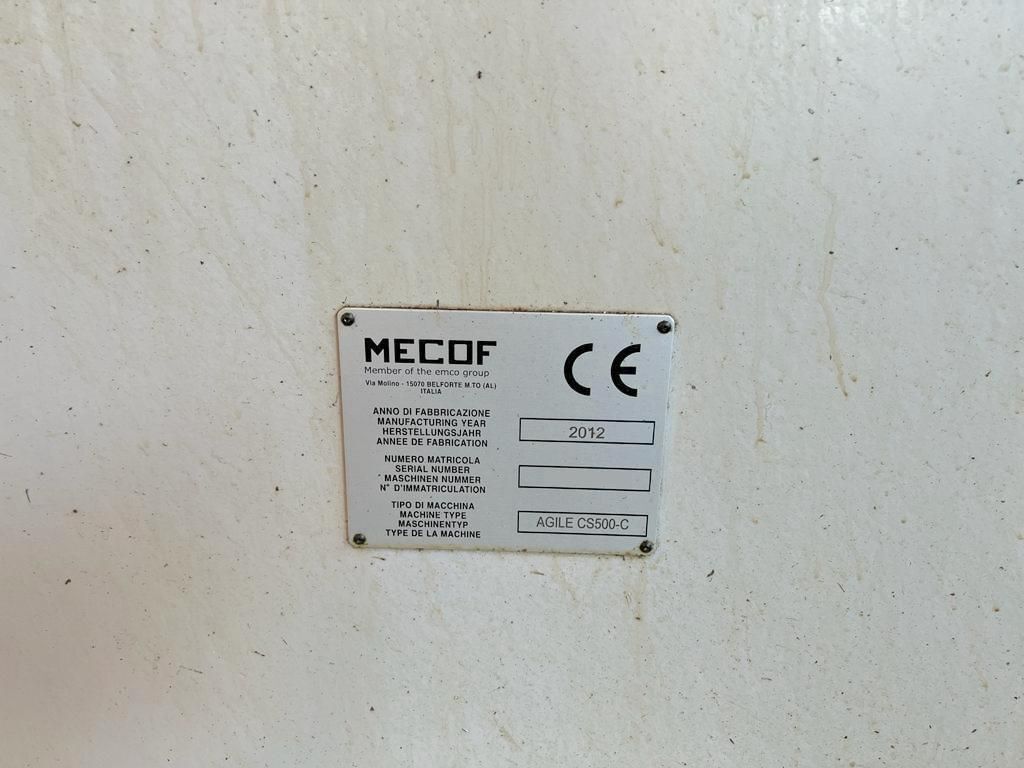 MECOF
Member of the emco group
Via Molino - 15070 BELFORTE M.TO (AL)
ITALIA
CE
ANNO DI FABBRICAZIONE
MANUFACTURING YEAR
HERSTELLUNGSJAHR
ANNEE DE FABRICATION
2012
NUMERO MATRICOLA
SERIAL NUMBER
MASCHINEN NUMMER
N° D'IMMATRICULATION
TIPO DI MACCHINA
MACHINE TYPE
MASCHINENTYP
TYPE DE LA MACHINE
AGILE CS500-C